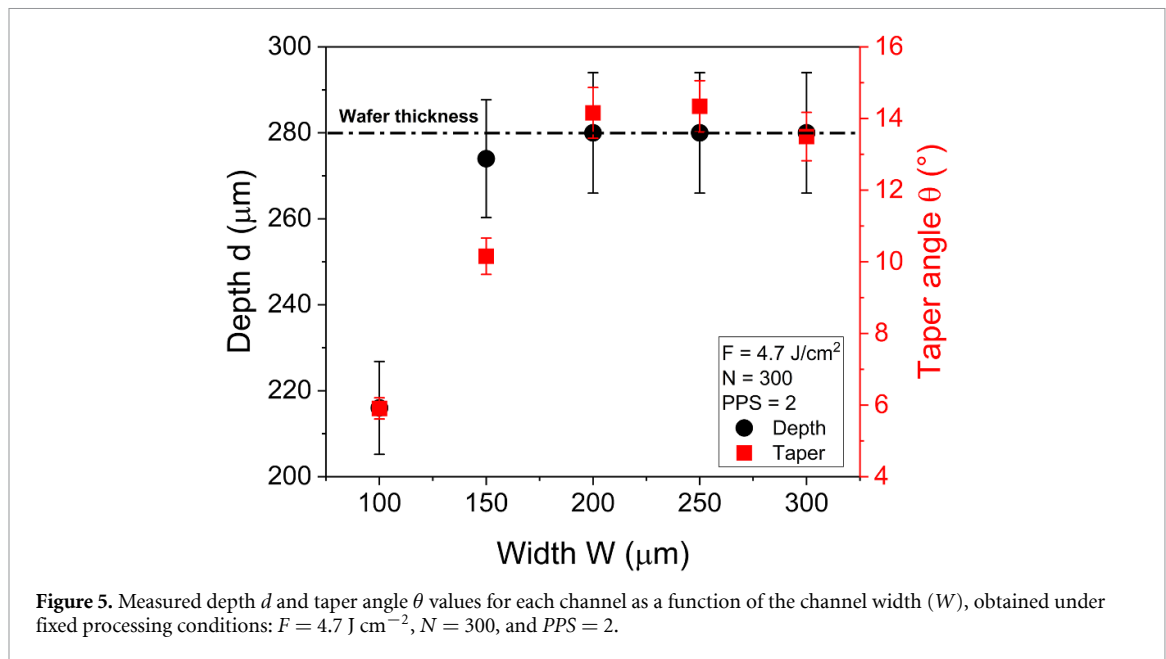 300
280
260
240
220
200
Depth d (μm)
Wafer thickness
16
14
12
10
8
6
4
Taper angle θ (°)
F = 4.7 J/cm²
N = 300
PPS = 2
Depth
Taper
100 150 200 250 300
Width W (μm)
Figure 5. Measured depth d and taper angle θ values for each channel as a function of the channel width (W), obtained under
fixed processing conditions: F = 4.7 J cm⁻², N = 300, and PPS = 2.